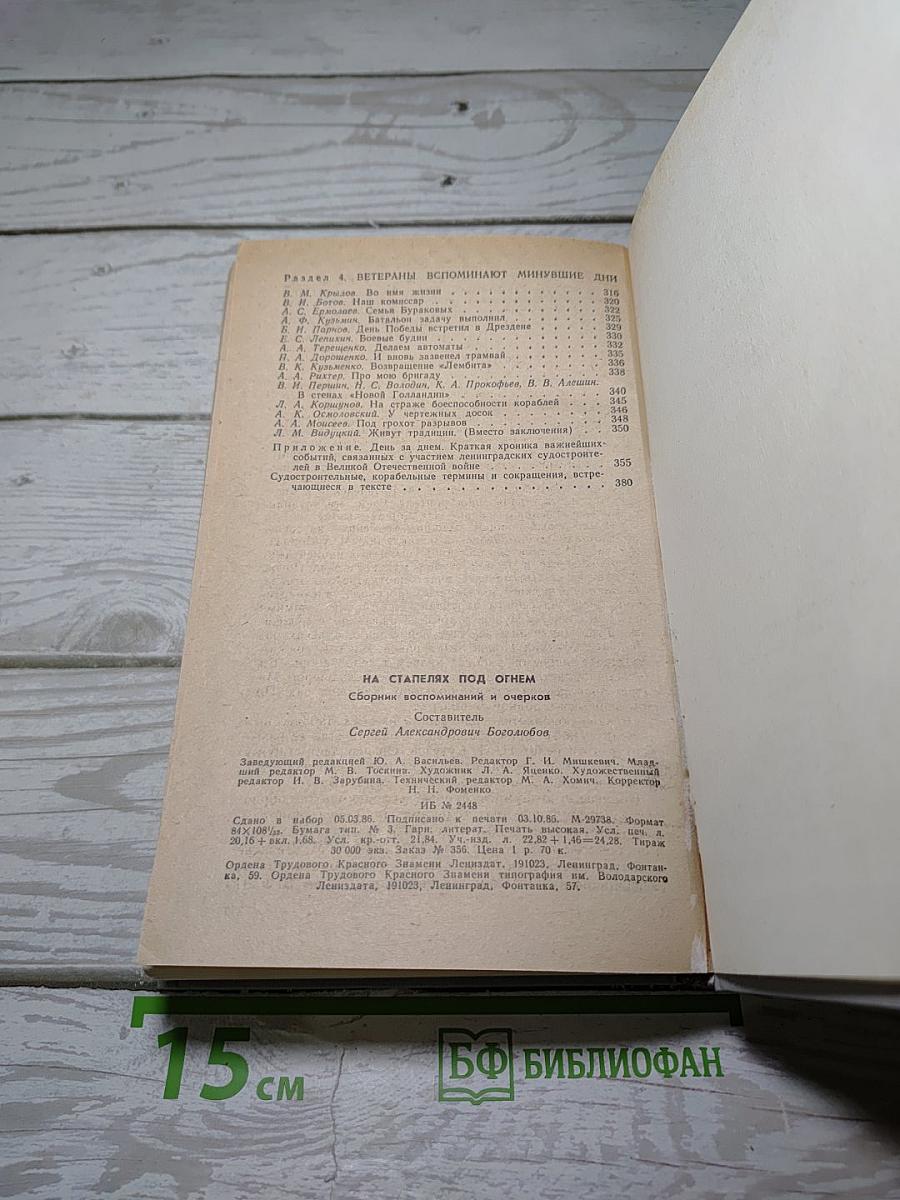 Раздел 4. ВЕТЕРАНЫ ВСПОМИНАЮТ МИНУВШИЕ ДНИ
В. М. Крылов. Во имя жизни . . . . . . . . . . . . 316
В. И. Ботов. Наш комиссар . . . . . . . . . . . . 320
А. С. Ермолаев. Семья Бураковых . . . . . . . . . . 322
А. Ф. Кузьмин. Батальон задачу выполнил . . . . . . . 325
Б. Н. Парнов. День Победы встретил в Дрездене . . . . . 329
Е. С. Лепихин. Боевые будни . . . . . . . . . . . . 330
А. А. Терещенко. Делаем автоматы . . . . . . . . . . 332
П. А. Дорошенко. И вновь зазвенел трамвай . . . . . . . 335
В. К. Кузьменко. Возвращение «Лембита» . . . . . . . . 336
А. А. Рихтер. Про мою бригаду . . . . . . . . . . . 338
В. И. Першин, Н. С. Володин, К. А. Прокофьев, В. В. Алешин.
В стенах «Новой Голландии» . . . . . . . . . . . 340
Л. А. Коршунов. На страже боеспособности кораблей . . . . 345
А. К. Осмоловский. У чертежных досок . . . . . . . . 346
А. А. Моисеев. Под грохот разрывов . . . . . . . . . 348
Л. М. Видуцкий. Живут традиции. (Вместо заключения) . . . 350
Приложение. День за днем. Краткая хроника важнейших
событий, связанных с участием ленинградских судостроите-
лей в Великой Отечественной войне . . . . . . . . . 355
Судостроительные, корабельные термины и сокращения, встре-
чающиеся в тексте . . . . . . . . . . . . . . 380
НА СТАПЕЛЯХ ПОД ОГНЕМ
Сборник воспоминаний и очерков
Составитель
Сергей Александрович Боголюбов
Заведующий редакцией Ю. А. Васильев. Редактор Г. И. Мишкевич. Млад-
ший редактор М. В. Тоскина. Художник Л. А. Яценко. Художественный
редактор И. В. Зарубина. Технический редактор М. А. Хомич. Корректор
Н. Н. Фоменко
ИБ № 2448
Сдано в набор 05.03.86. Подписано к печати 03.10.86. М-29738. Формат
84×108¹/₃₂. Бумага тип. № 3. Гарн. литерат. Печать высокая. Усл. печ. л.
20,16+вкл. 1,68. Усл. кр.-отт. 21,84. Уч.-изд. л. 22,82+1,46=24,28. Тираж
30 000 экз. Заказ № 356. Цена 1 р. 70 к.
Ордена Трудового Красного Знамени Лениздат, 191023, Ленинград, Фонтан-
ка, 59. Ордена Трудового Красного Знамени типография им. Володарского
Лениздата, 191023, Ленинград, Фонтанка, 57.
15 см
БФ БИБЛИОФАН